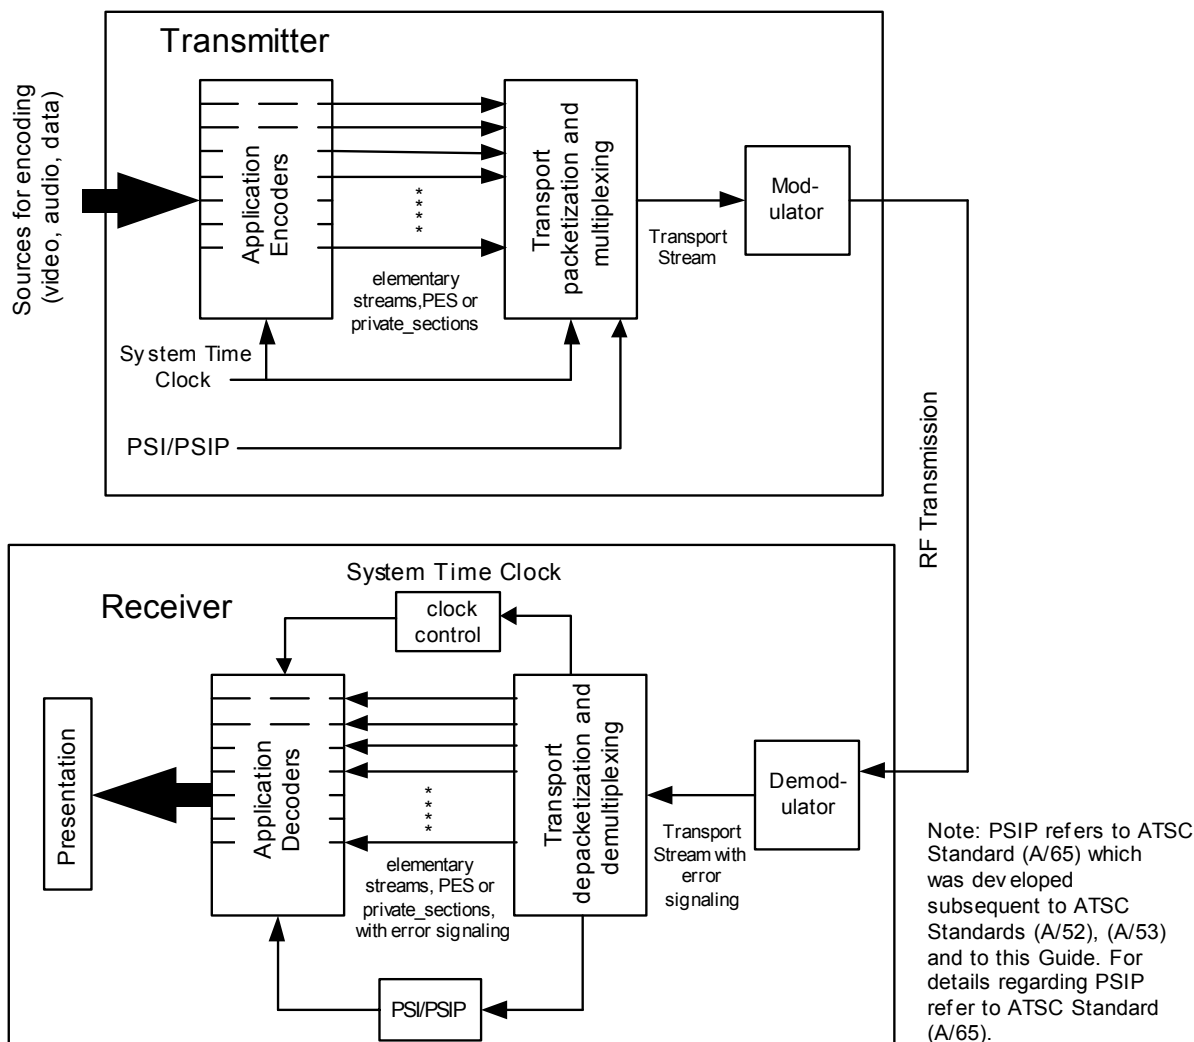 Transmitter
Sources for encoding
(video, audio, data)
Application
Encoders
****
elementary
streams,PES or
private_sections
Transport
packetization and
multiplexing
Transport
Stream
Mod-
ulator
System Time
Clock
PSI/PSIP
RF Transmission
Receiver
System Time Clock
clock
control
Presentation
Application
Decoders
****
elementary
streams, PES or
private_sections,
with error signaling
Transport
depacketization and
demultiplexing
Transport
Stream with
error
signaling
Demod-
ulator
PSI/PSIP
Note: PSIP refers to ATSC
Standard (A/65) which
was developed
subsequent to ATSC
Standards (A/52), (A/53)
and to this Guide. For
details regarding PSIP
refer to ATSC Standard
(A/65).